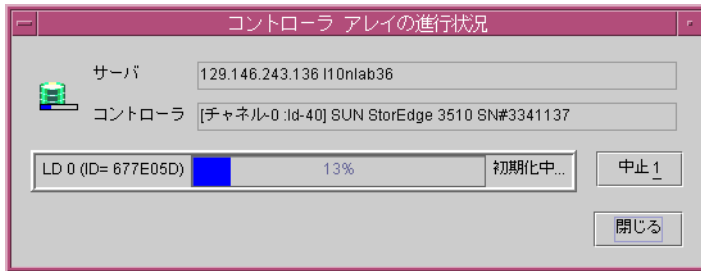 コントローラ アレイの進行状況
サーバ 129.146.243.136 l10nlab36
コントローラ [チャネル-0 :Id-40] SUN StorEdge 3510 SN#3341137
LD 0 (ID= 677E05D) 13% 初期化中... 中止 1
閉じる